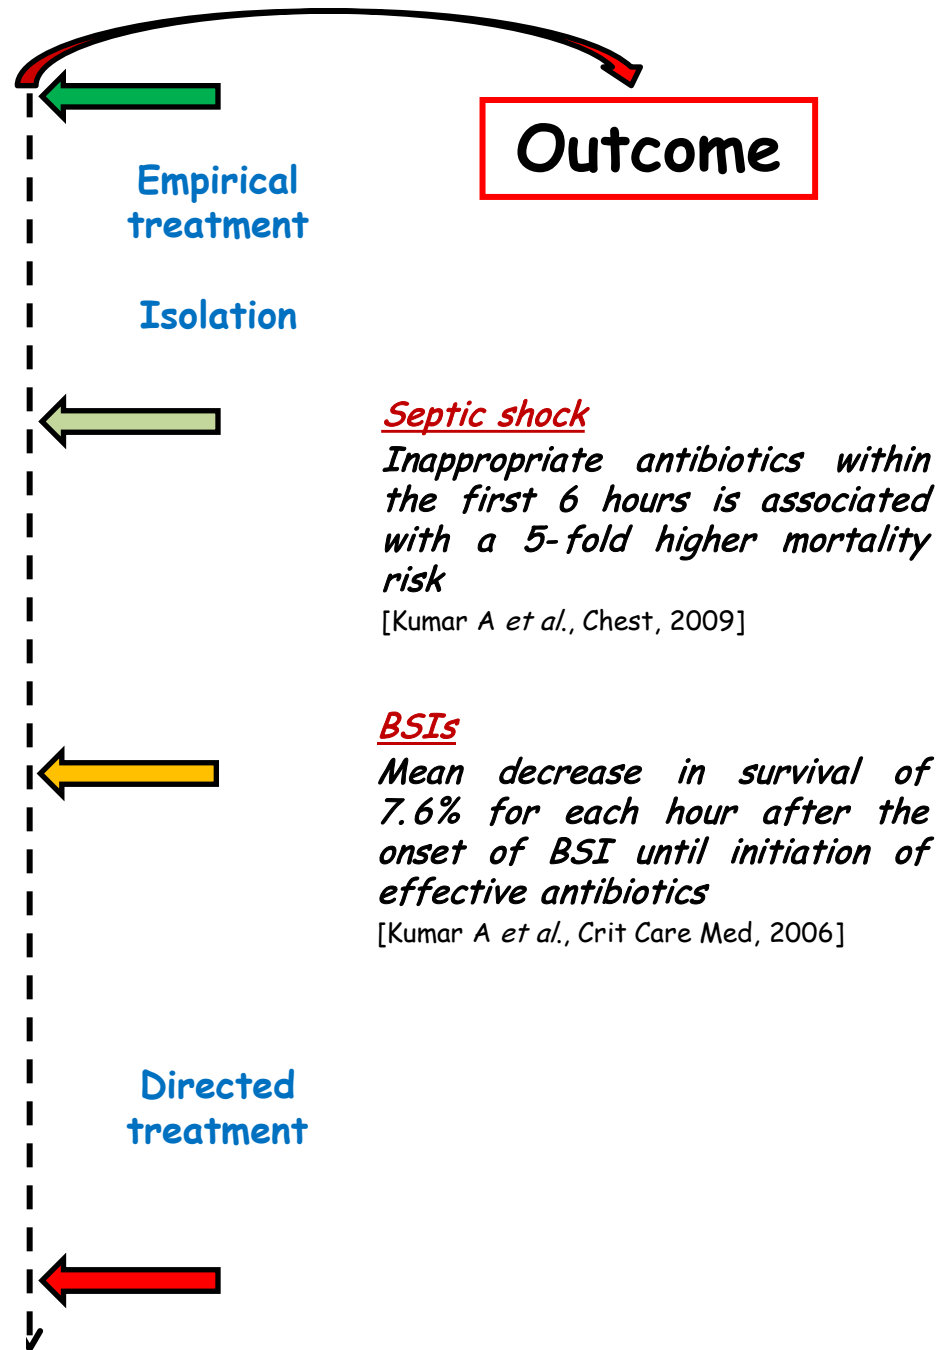 Outcome
Empirical
treatment
Isolation
Septic shock
Inappropriate antibiotics within
the first 6 hours is associated
with a 5-fold higher mortality
risk
[Kumar A et al., Chest, 2009]
BSIs
Mean decrease in survival of
7.6% for each hour after the
onset of BSI until initiation of
effective antibiotics
[Kumar A et al., Crit Care Med, 2006]
Directed
treatment